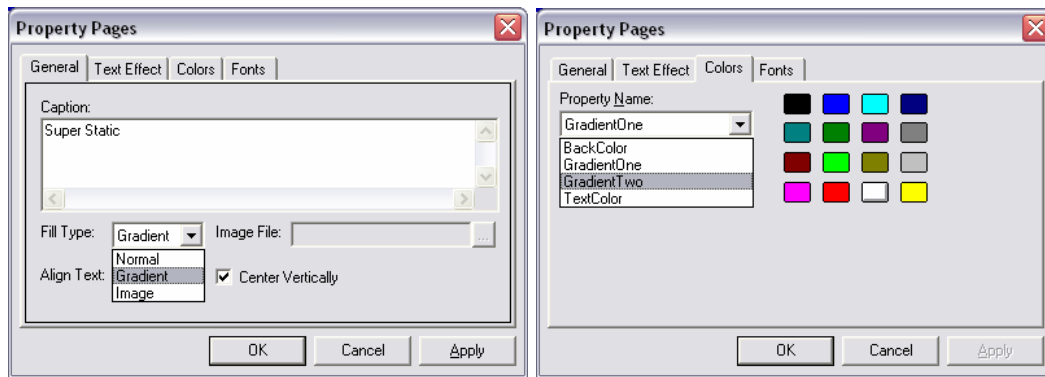 Property Pages
General Text Effect Colors Fonts
Caption:
Super Static
Fill Type: Gradient Image File: ...
Normal
Align Text: Gradient Center Vertically
Image
OK Cancel Apply
Property Pages
General Text Effect Colors Fonts
Property Name:
GradientOne
BackColor
GradientOne
GradientTwo
TextColor
OK Cancel Apply